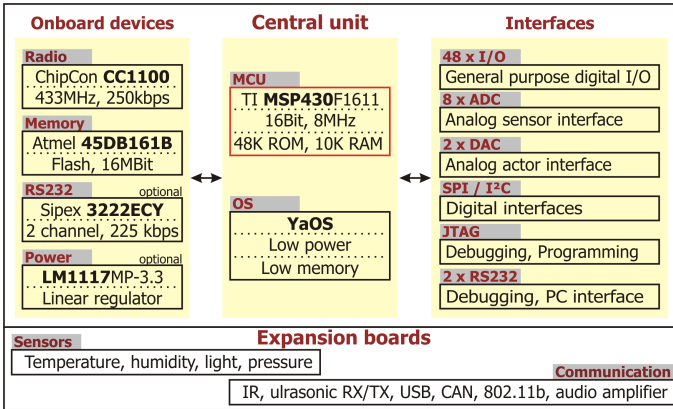 Onboard devices
Radio
ChipCon CC1100
433MHz, 250kbps
Memory
Atmel 45DB161B
Flash, 16MBit
RS232 optional
Sipex 3222ECY
2 channel, 225 kbps
Power optional
LM1117MP-3.3
Linear regulator
Central unit
MCU
TI MSP430F1611
16Bit, 8MHz
48K ROM, 10K RAM
OS
YaOS
Low power
Low memory
Interfaces
48 x I/O
General purpose digital I/O
8 x ADC
Analog sensor interface
2 x DAC
Analog actor interface
SPI / I²C
Digital interfaces
JTAG
Debugging, Programming
2 x RS232
Debugging, PC interface
Expansion boards
Sensors
Temperature, humidity, light, pressure
Communication
IR, ulrasonic RX/TX, USB, CAN, 802.11b, audio amplifier